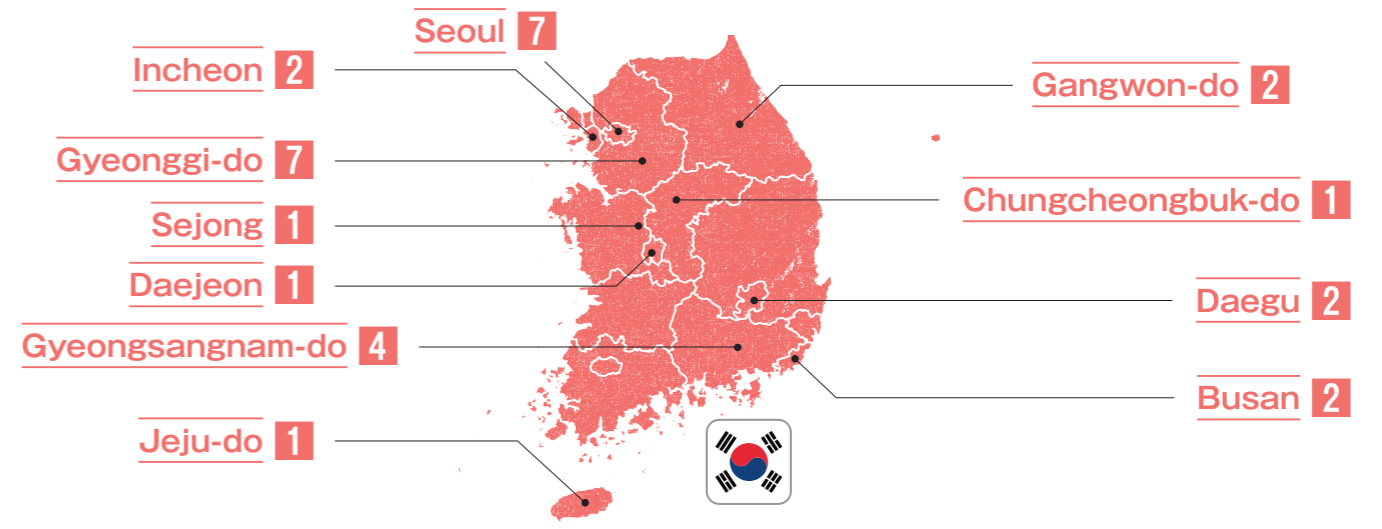 Seoul 7
Incheon 2
Gyeonggi-do 7
Sejong 1
Daejeon 1
Gyeongsangnam-do 4
Jeju-do 1
Gangwon-do 2
Chungcheongbuk-do 1
Daegu 2
Busan 2